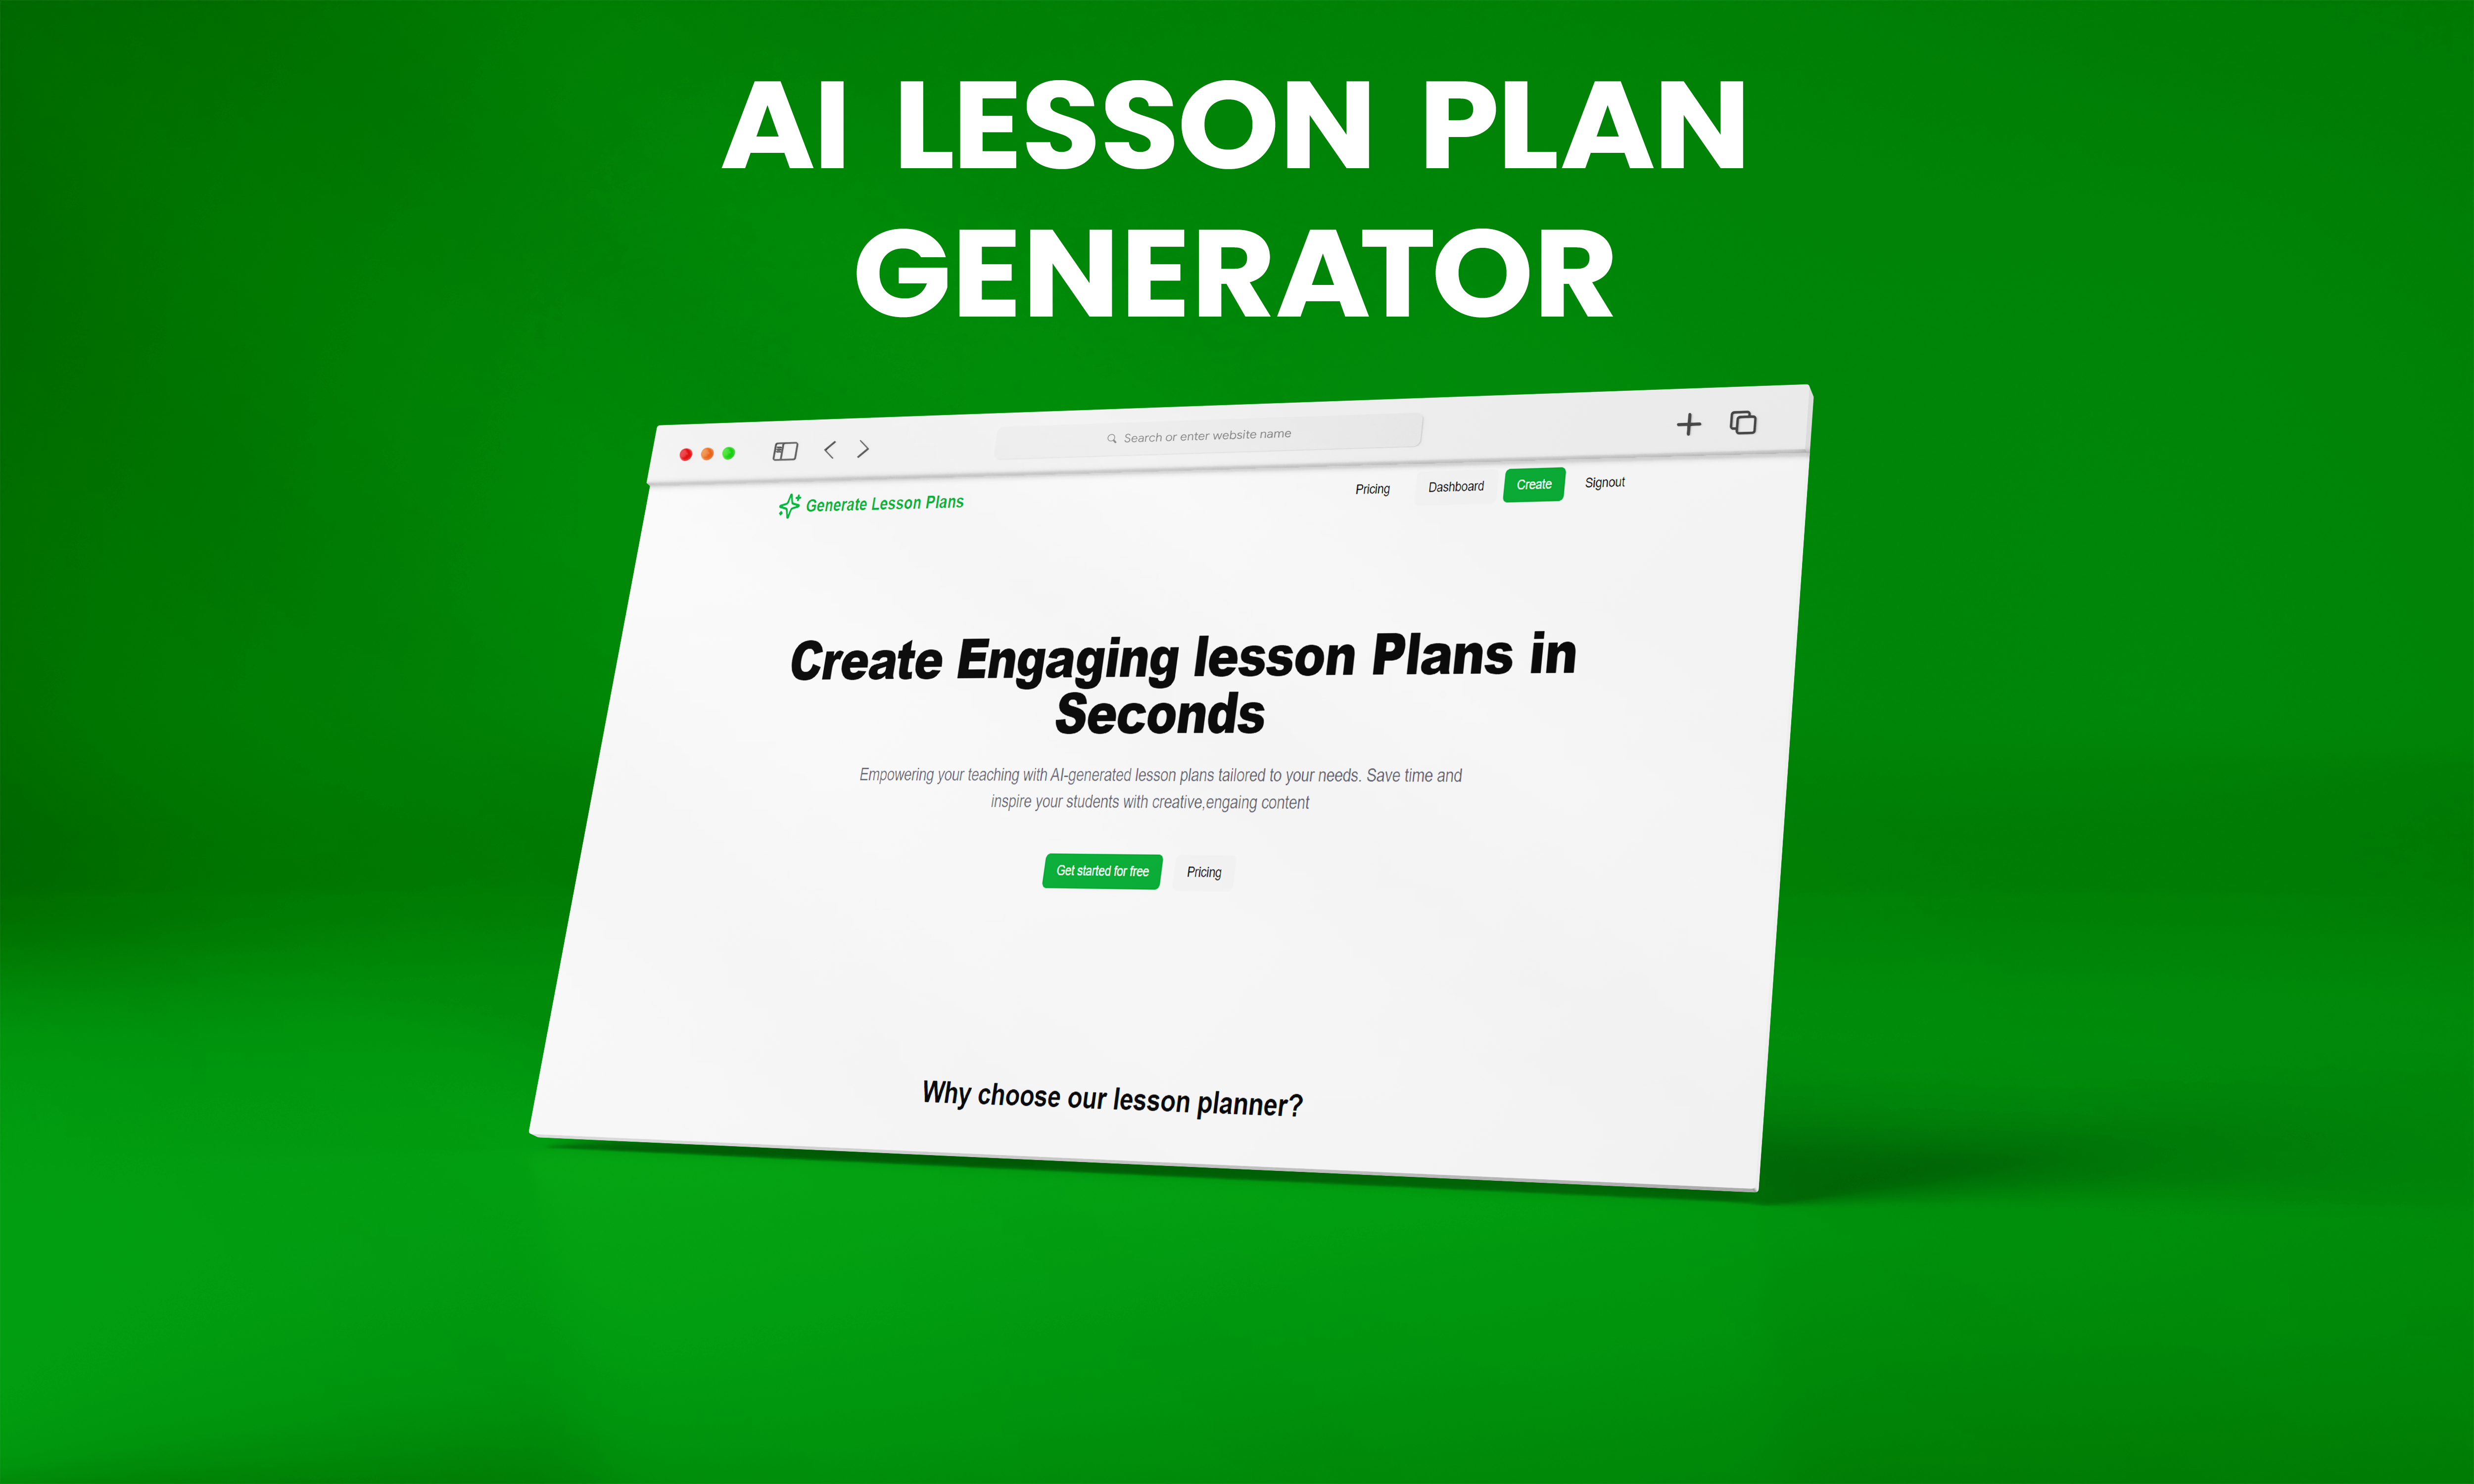 AI LESSON PLAN
GENERATOR
Search or enter website name
Generate Lesson Plans
Pricing
Dashboard
Create
Signout
Create Engaging lesson Plans in
Seconds
Empowering your teaching with AI-generated lesson plans tailored to your needs. Save time and
inspire your students with creative,engaing content
Get started for free
Pricing
Why choose our lesson planner?